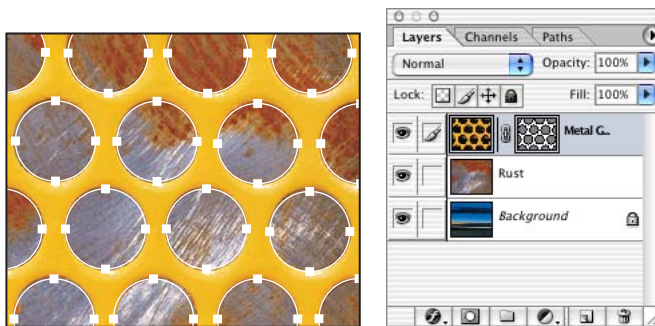 Layers Channels Paths
Normal Opacity: 100%
Lock: Fill: 100%
Metal G...
Rust
Background